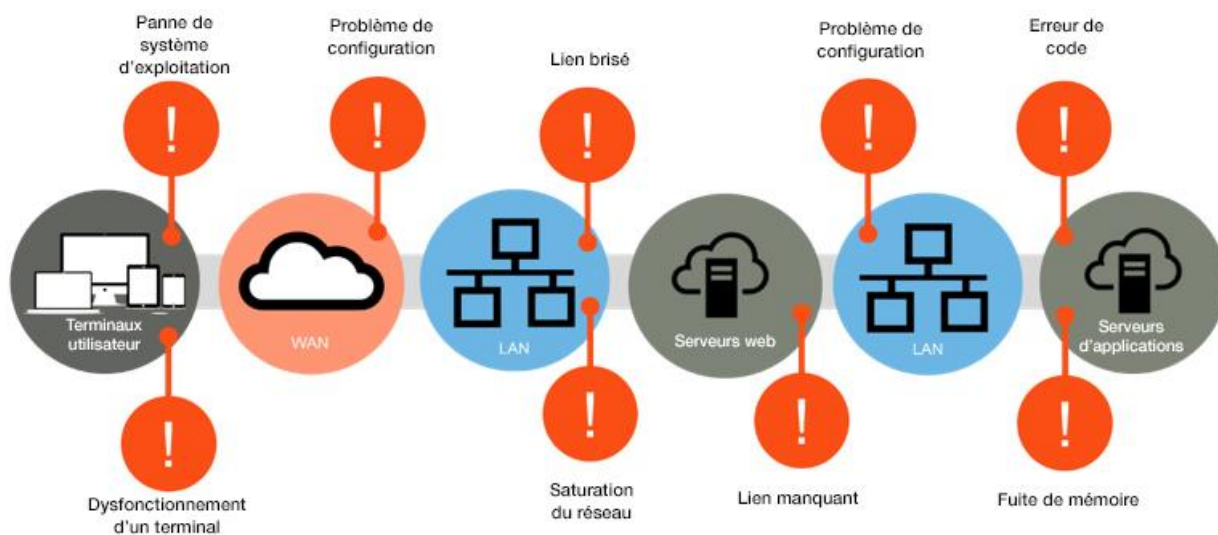 Panne de
système
d'exploitation
Problème de
configuration
Lien brisé
Problème de
configuration
Erreur de
code
!
!
!
!
!
Terminaux
utilisateur
WAN
LAN
Serveurs web
LAN
Serveurs
d'applications
!
!
!
!
Dysfonctionnement
d'un terminal
Saturation
du réseau
Lien manquant
Fuite de mémoire